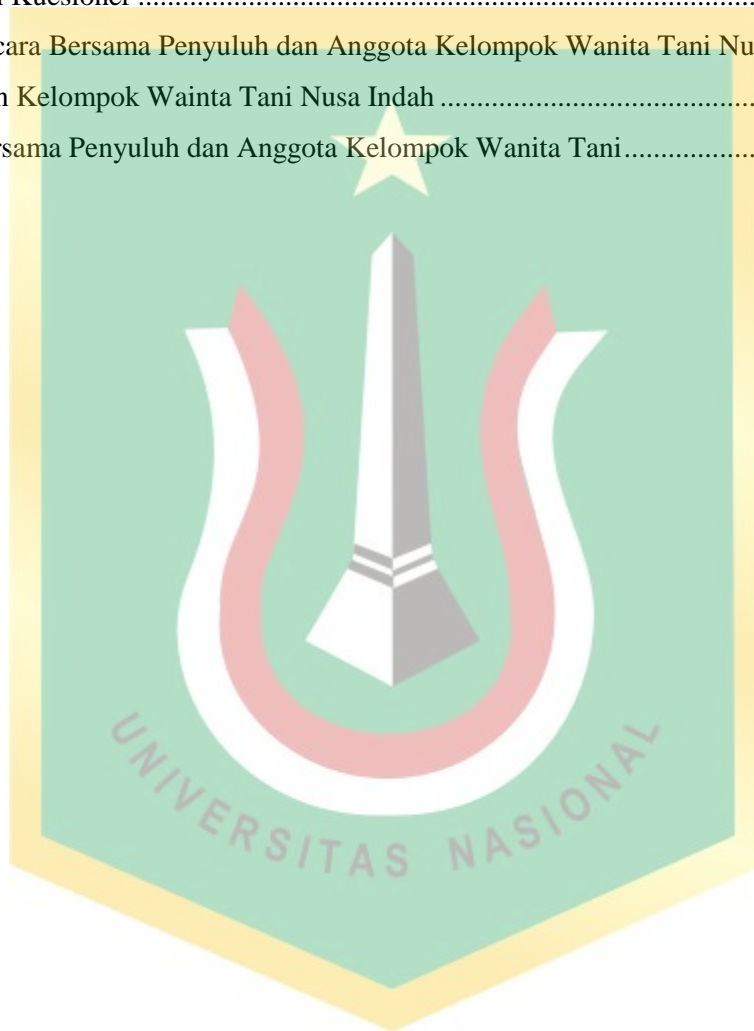 Kuesioner ....................................................................................
cara Bersama Penyuluh dan Anggota Kelompok Wanita Tani Nu
n Kelompok Wainta Tani Nusa Indah ..................................................
rsama Penyuluh dan Anggota Kelompok Wanita Tani.....................
UNIVERSITAS NASIONAL